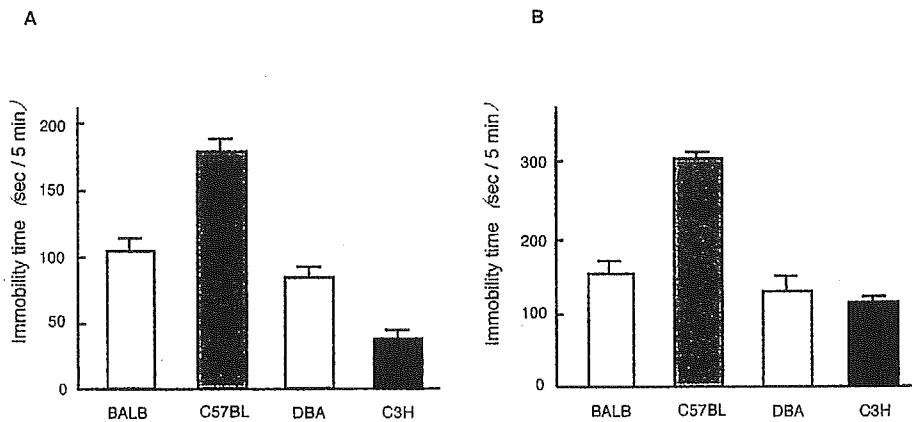 A
B
Immobility time (sec / 5 min)
200
150
100
50
0
BALB
C57BL
DBA
C3H
Immobility time (sec / 5 min)
300
200
100
0
BALB
C57BL
DBA
C3H